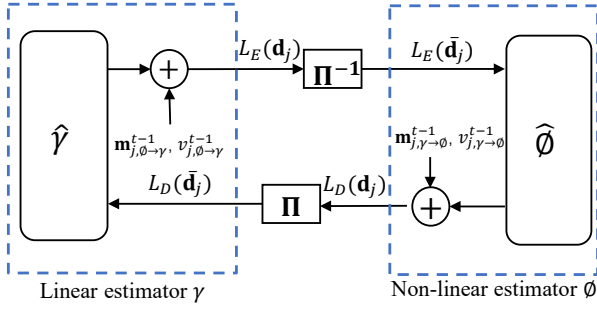 L_E(𝐝_j)
𝚷⁻¹
L_E(𝐝̄_j)
+
γ̂
𝐦^{t−1}_{j,∅→γ}, v^{t−1}_{j,∅→γ}
𝐦^{t−1}_{j,γ→∅}, v^{t−1}_{j,γ→∅}
∅̂
L_D(𝐝̄_j)
𝚷
L_D(𝐝_j)
+
Linear estimator γ
Non-linear estimator ∅